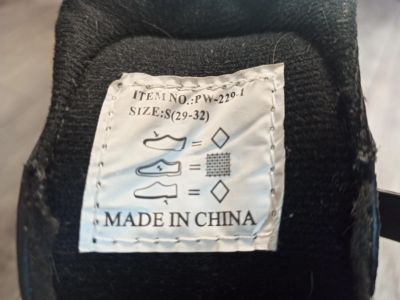 ITEM NO.:PW-229-1
SIZE:S(29-32)
MADE IN CHINA